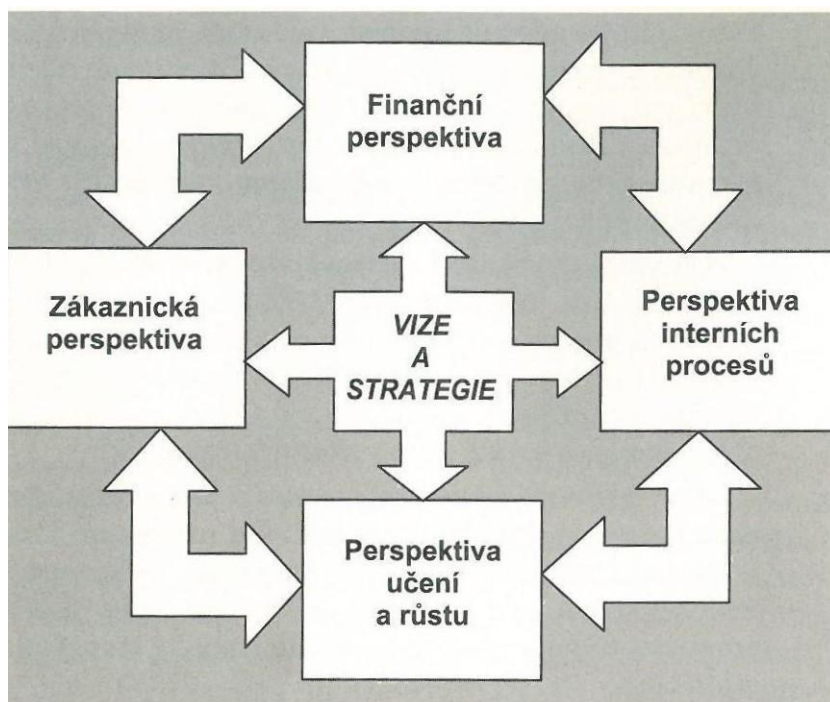 Finanční
perspektiva
Zákaznická
perspektiva
VIZE
A
STRATEGIE
Perspektiva
interních
procesů
Perspektiva
učení
a růstu